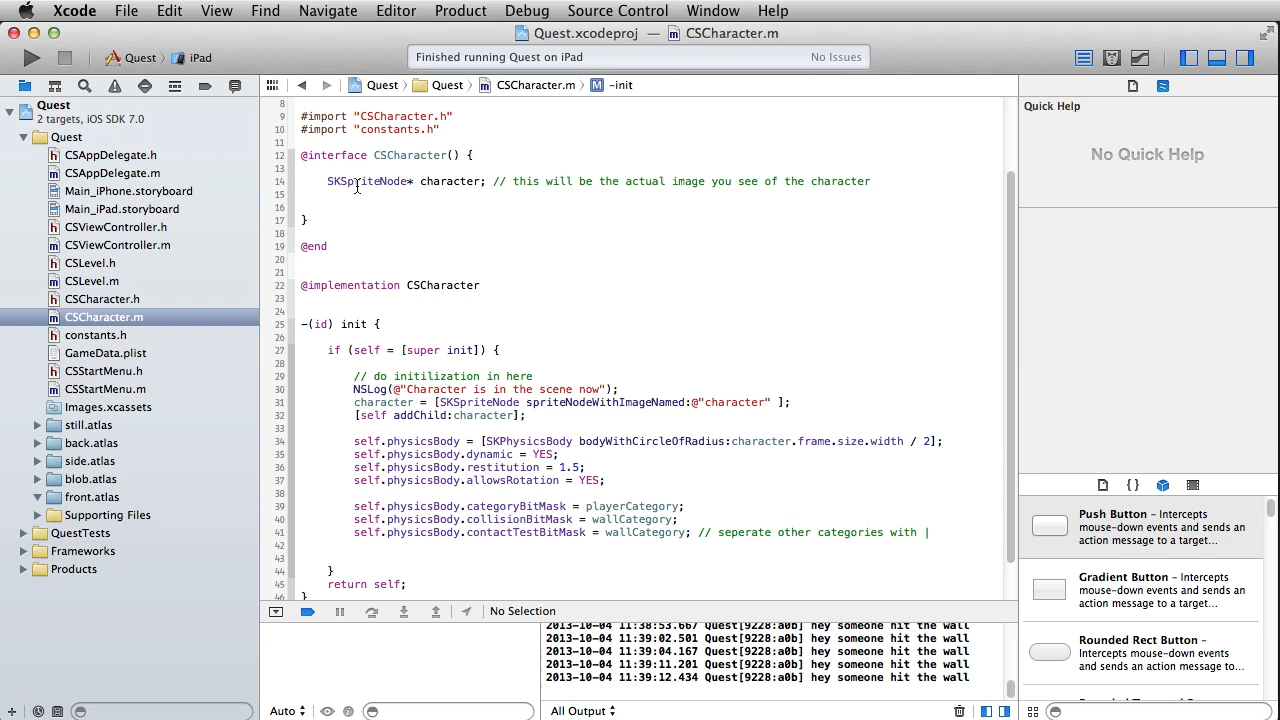 Xcode File Edit View Find Navigate Editor Product Debug Source Control Window Help
Quest.xcodeproj — CSCharacter.m
Quest iPad
Finished running Quest on iPad No Issues
Quest Quest CSCharacter.m -init
Quest
2 targets, iOS SDK 7.0
Quest
CSAppDelegate.h
CSAppDelegate.m
Main_iPhone.storyboard
Main_iPad.storyboard
CSViewController.h
CSViewController.m
CSLevel.h
CSLevel.m
CSCharacter.h
CSCharacter.m
constants.h
GameData.plist
CSStartMenu.h
CSStartMenu.m
Images.xcassets
still.atlas
back.atlas
side.atlas
blob.atlas
front.atlas
Supporting Files
QuestTests
Frameworks
Products
8
9 #import "CSCharacter.h"
10 #import "constants.h"
11
12 @interface CSCharacter() {
13
14 SKSpriteNode* character; // this will be the actual image you see of the character
15
16
17 }
18
19 @end
20
21
22 @implementation CSCharacter
23
24
25 -(id) init {
26
27 if (self = [super init]) {
28
29 // do initilization in here
30 NSLog(@"Character is in the scene now");
31 character = [SKSpriteNode spriteNodeWithImageNamed:@"character" ];
32 [self addChild:character];
33
34 self.physicsBody = [SKPhysicsBody bodyWithCircleOfRadius:character.frame.size.width / 2];
35 self.physicsBody.dynamic = YES;
36 self.physicsBody.restitution = 1.5;
37 self.physicsBody.allowsRotation = YES;
38
39 self.physicsBody.categoryBitMask = playerCategory;
40 self.physicsBody.collisionBitMask = wallCategory;
41 self.physicsBody.contactTestBitMask = wallCategory; // seperate other categories with |
42
43
44 }
45 return self;
46 }
No Selection
2013-10-04 11:38:53.667 Quest[9228:a0b] hey someone hit the wall
2013-10-04 11:39:02.501 Quest[9228:a0b] hey someone hit the wall
2013-10-04 11:39:04.167 Quest[9228:a0b] hey someone hit the wall
2013-10-04 11:39:11.201 Quest[9228:a0b] hey someone hit the wall
2013-10-04 11:39:12.434 Quest[9228:a0b] hey someone hit the wall
Auto All Output
Quick Help
No Quick Help
{ }
Push Button – Intercepts
mouse-down events and sends an
action message to a target...
Gradient Button – Intercepts
mouse-down events and sends an
action message to a target...
Rounded Rect Button –
Intercepts mouse-down events
and sends an action message to...